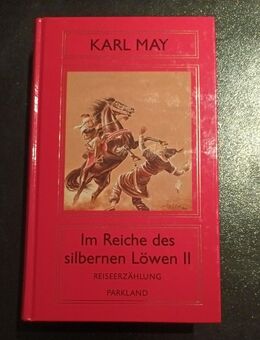 KARL MAY
Im Reiche des
silbernen Löwen II
REISEERZÄHLUNG
PARKLAND